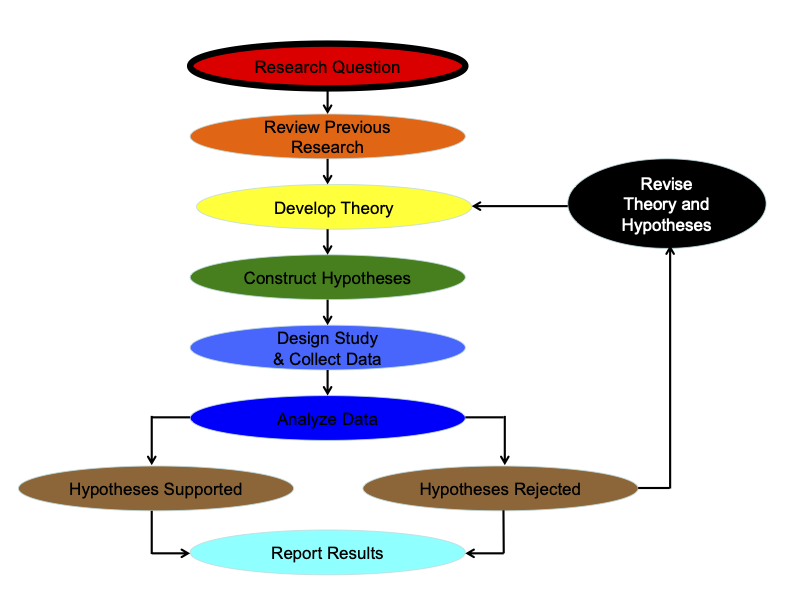 Research Question
Review Previous
Research
Develop Theory
Revise
Theory and
Hypotheses
Construct Hypotheses
Design Study
& Collect Data
Analyze Data
Hypotheses Supported
Hypotheses Rejected
Report Results